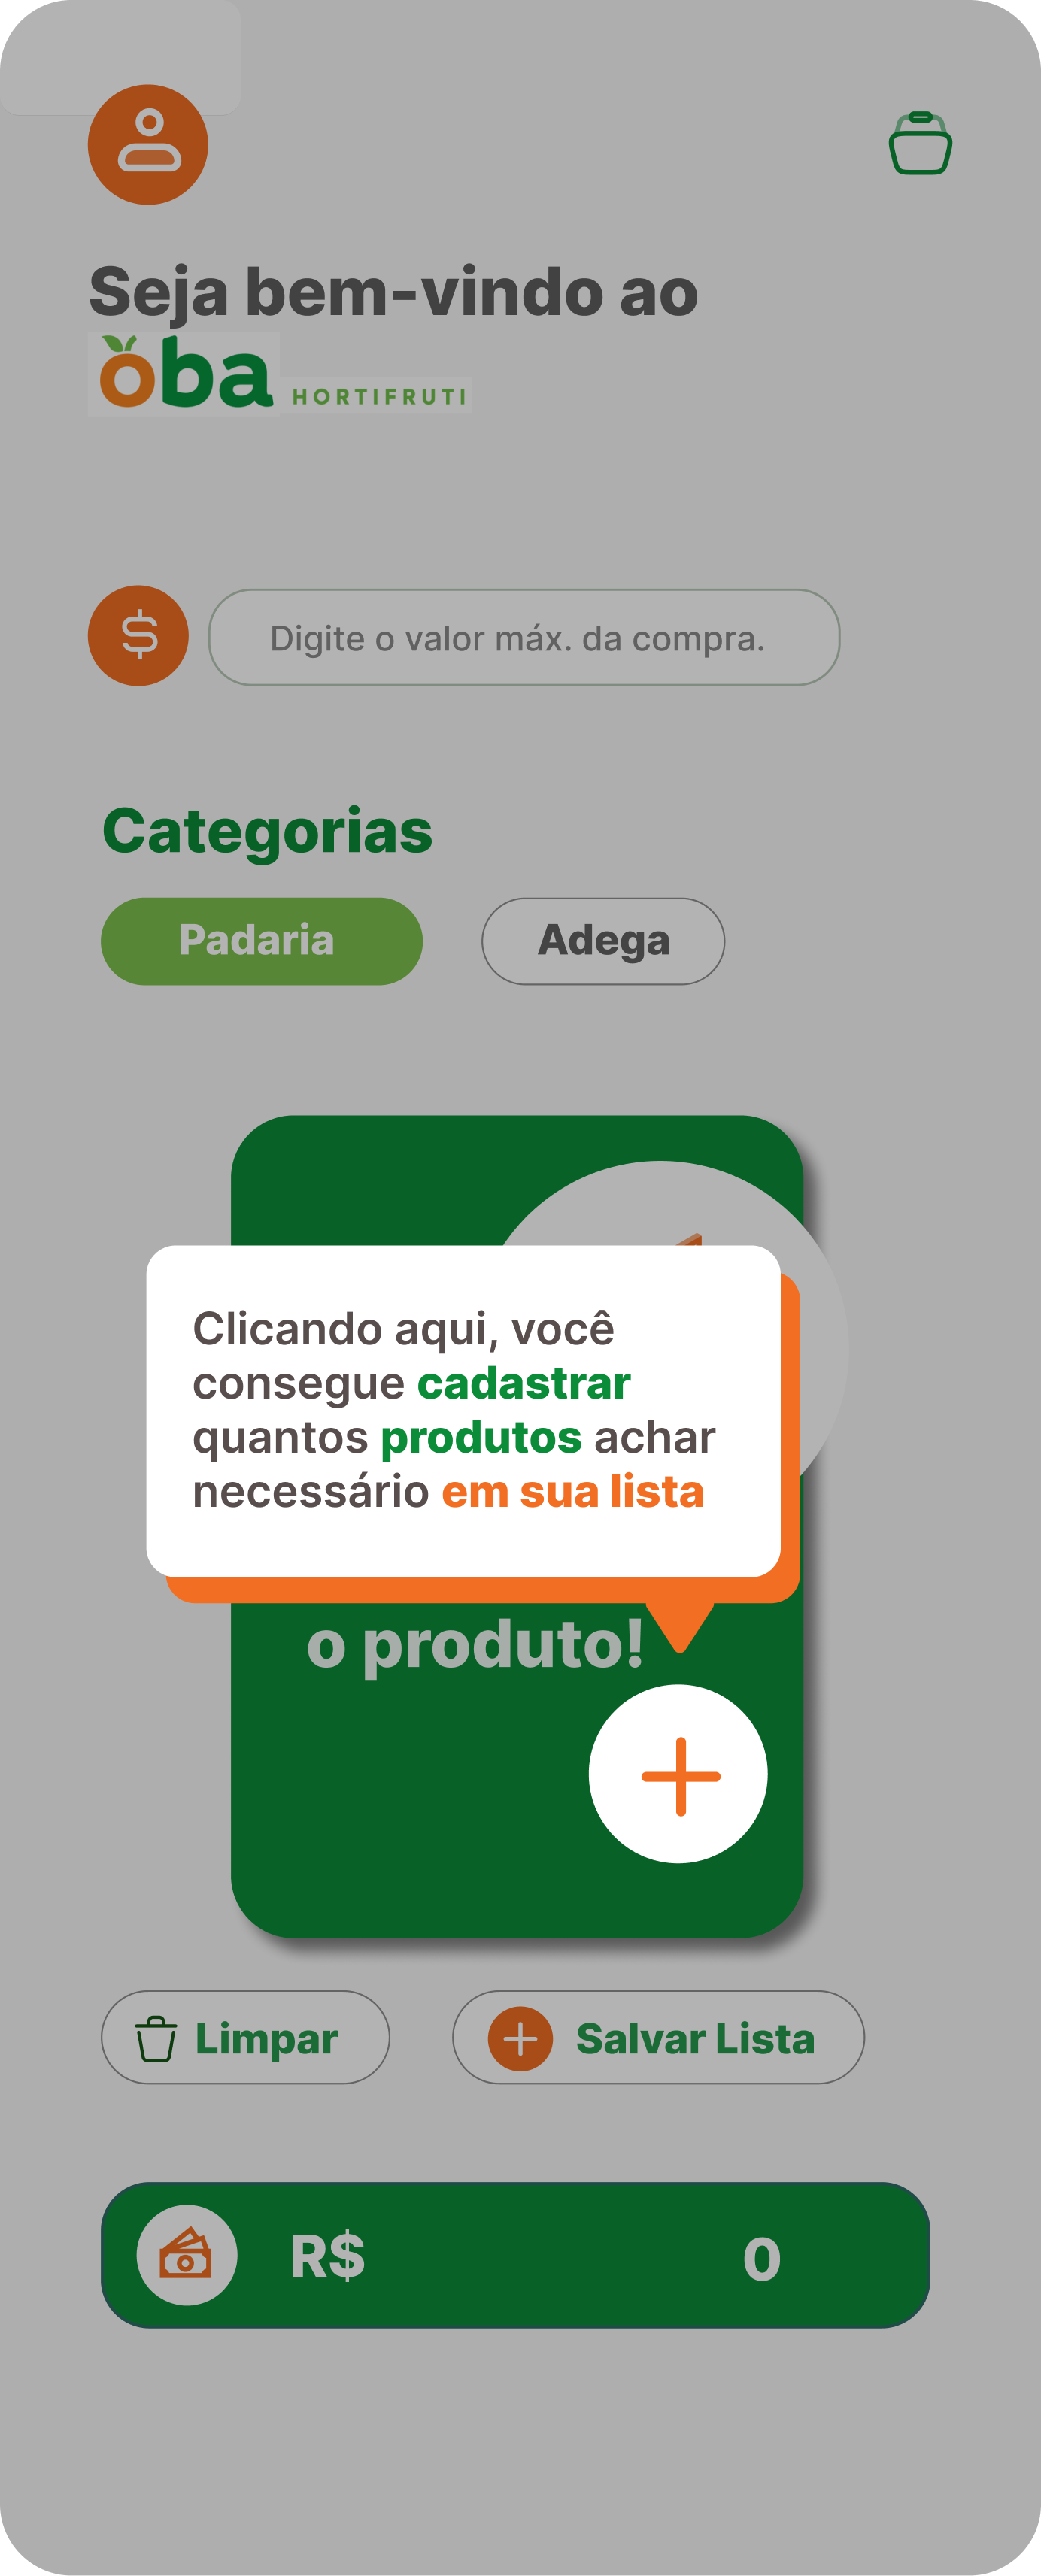 Seja bem-vindo ao
oba HORTIFRUTI
$
Digite o valor máx. da compra.
Categorias
Padaria Adega
Clicando aqui, você
consegue cadastrar
quantos produtos achar
necessário em sua lista
o produto!
Limpar Salvar Lista
R$ 0